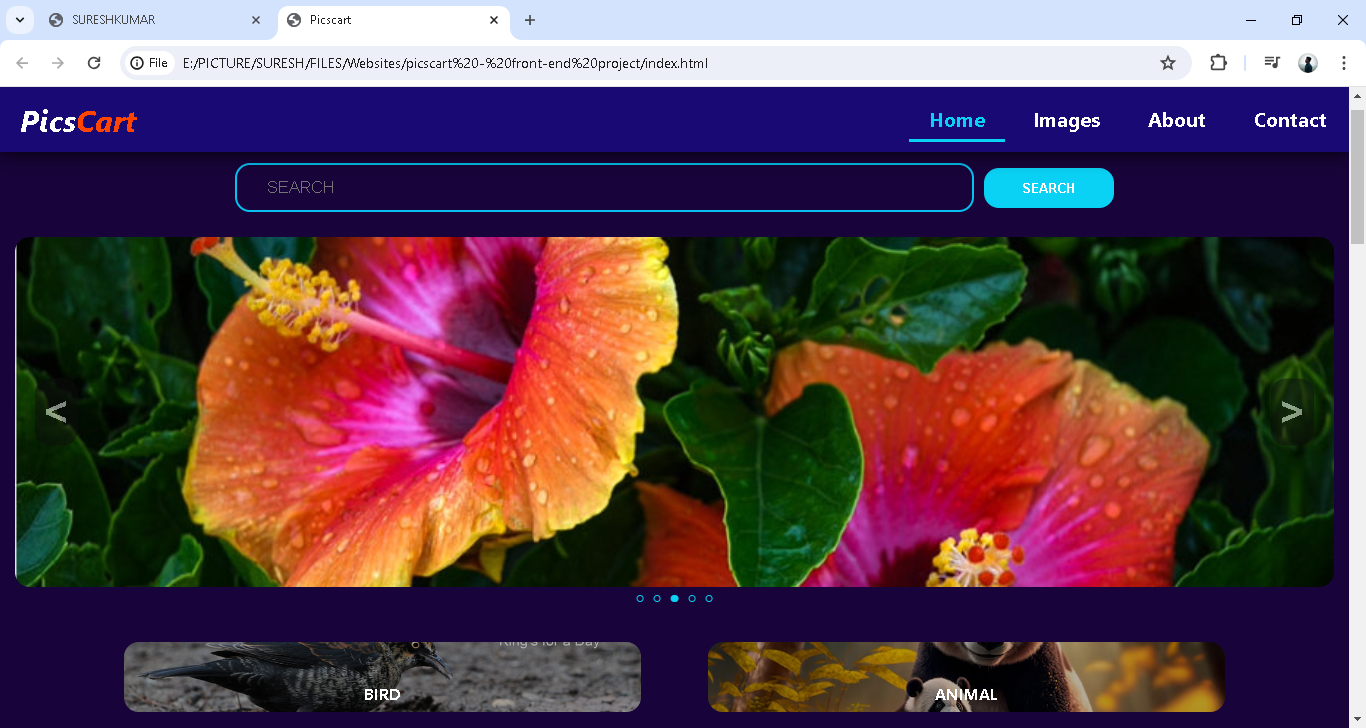 SURESHKUMAR
Picscart
File
E:/PICTURE/SURESH/FILES/Websites/picscart%20-%20front-end%20project/index.html
PicsCart
Home
Images
About
Contact
SEARCH
SEARCH
<
>
King's for a Day
BIRD
ANIMAL